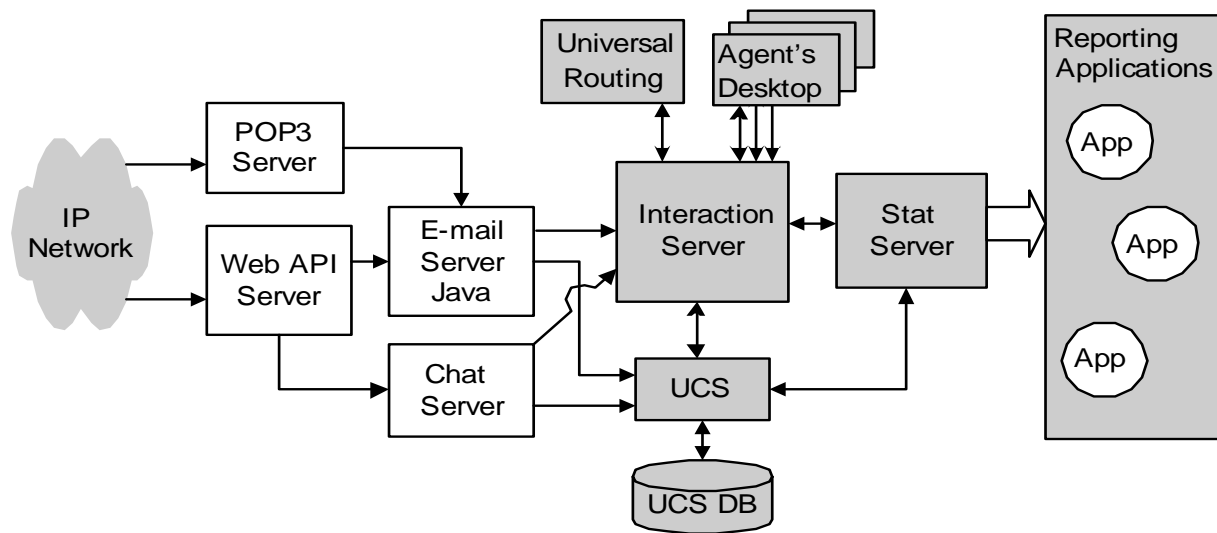 Universal
Routing
Agent's
Desktop
Reporting
Applications
POP3
Server
App
IP
Network
Web API
Server
E-mail
Server
Java
Interaction
Server
Stat
Server
App
Chat
Server
UCS
App
UCS DB